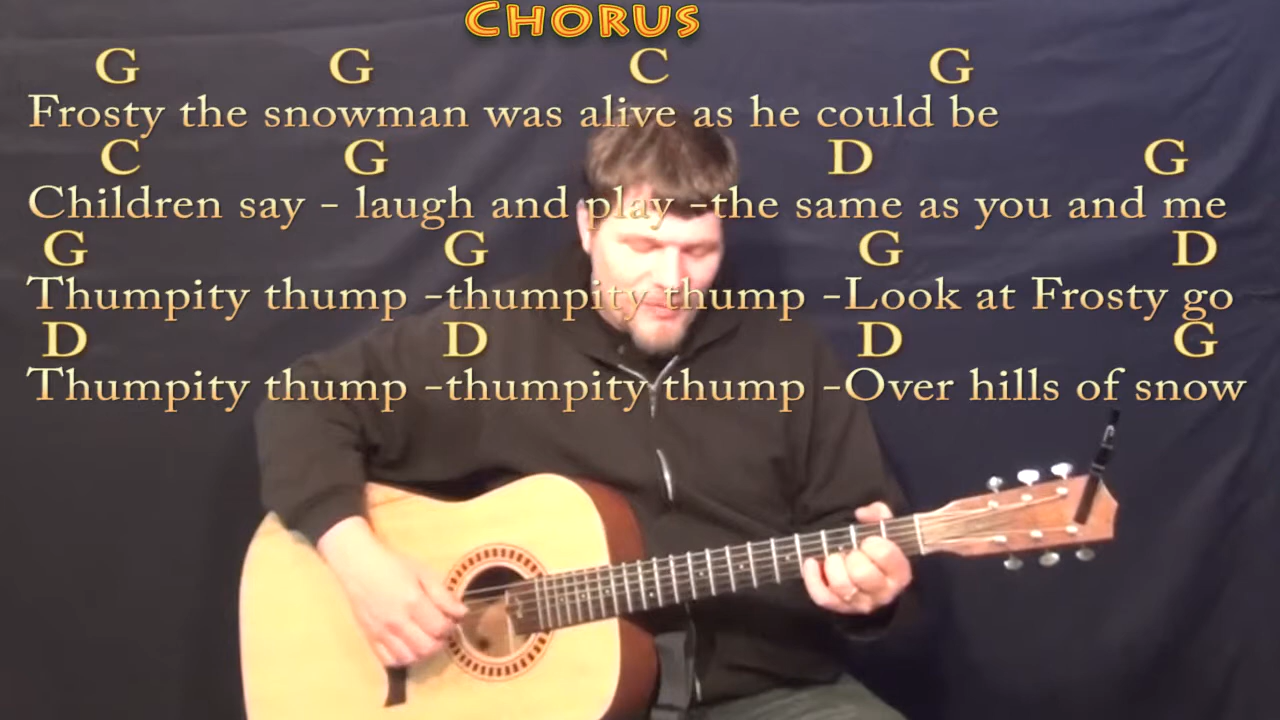 CHORUS
G G C G
Frosty the snowman was alive as he could be
C G D G
Children say - laugh and play -the same as you and me
G G G D
Thumpity thump -thumpity thump -Look at Frosty go
D D D G
Thumpity thump -thumpity thump -Over hills of snow